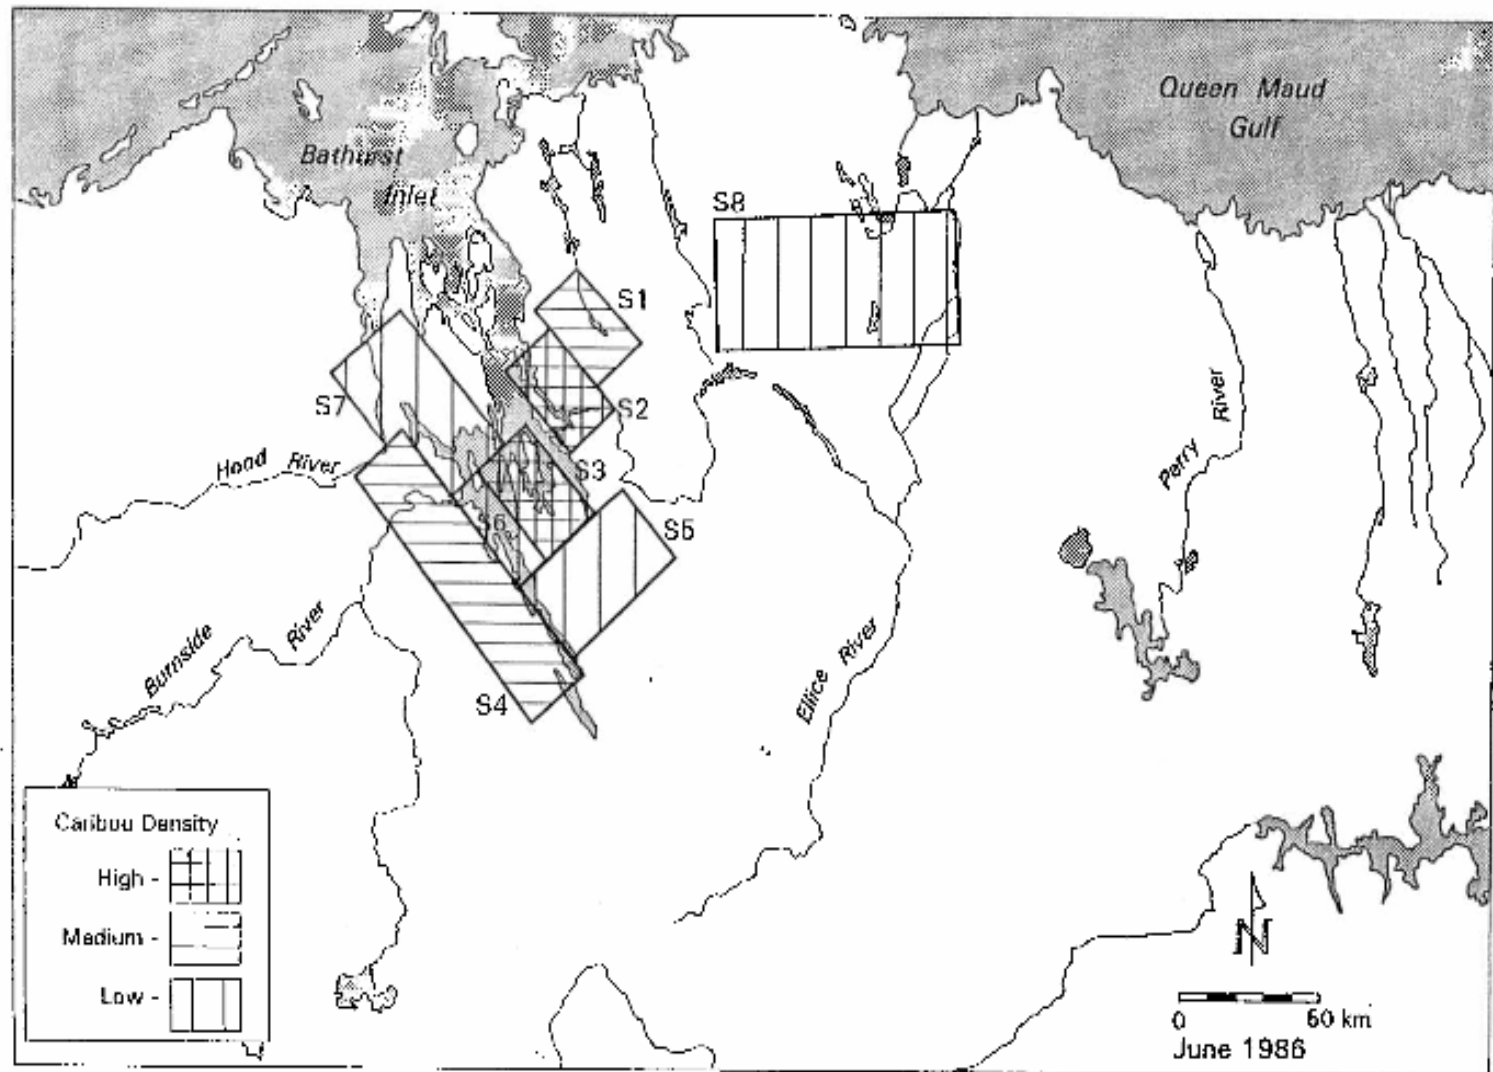 Queen Maud
Gulf
Bathurst
Inlet
S8
S1
S7
S2
S3
Hood River
S6
S5
Perry River
Burnside River
S4
Ellice River
Caribou Density
High -
Medium -
Low -
N
0 50 km
June 1986